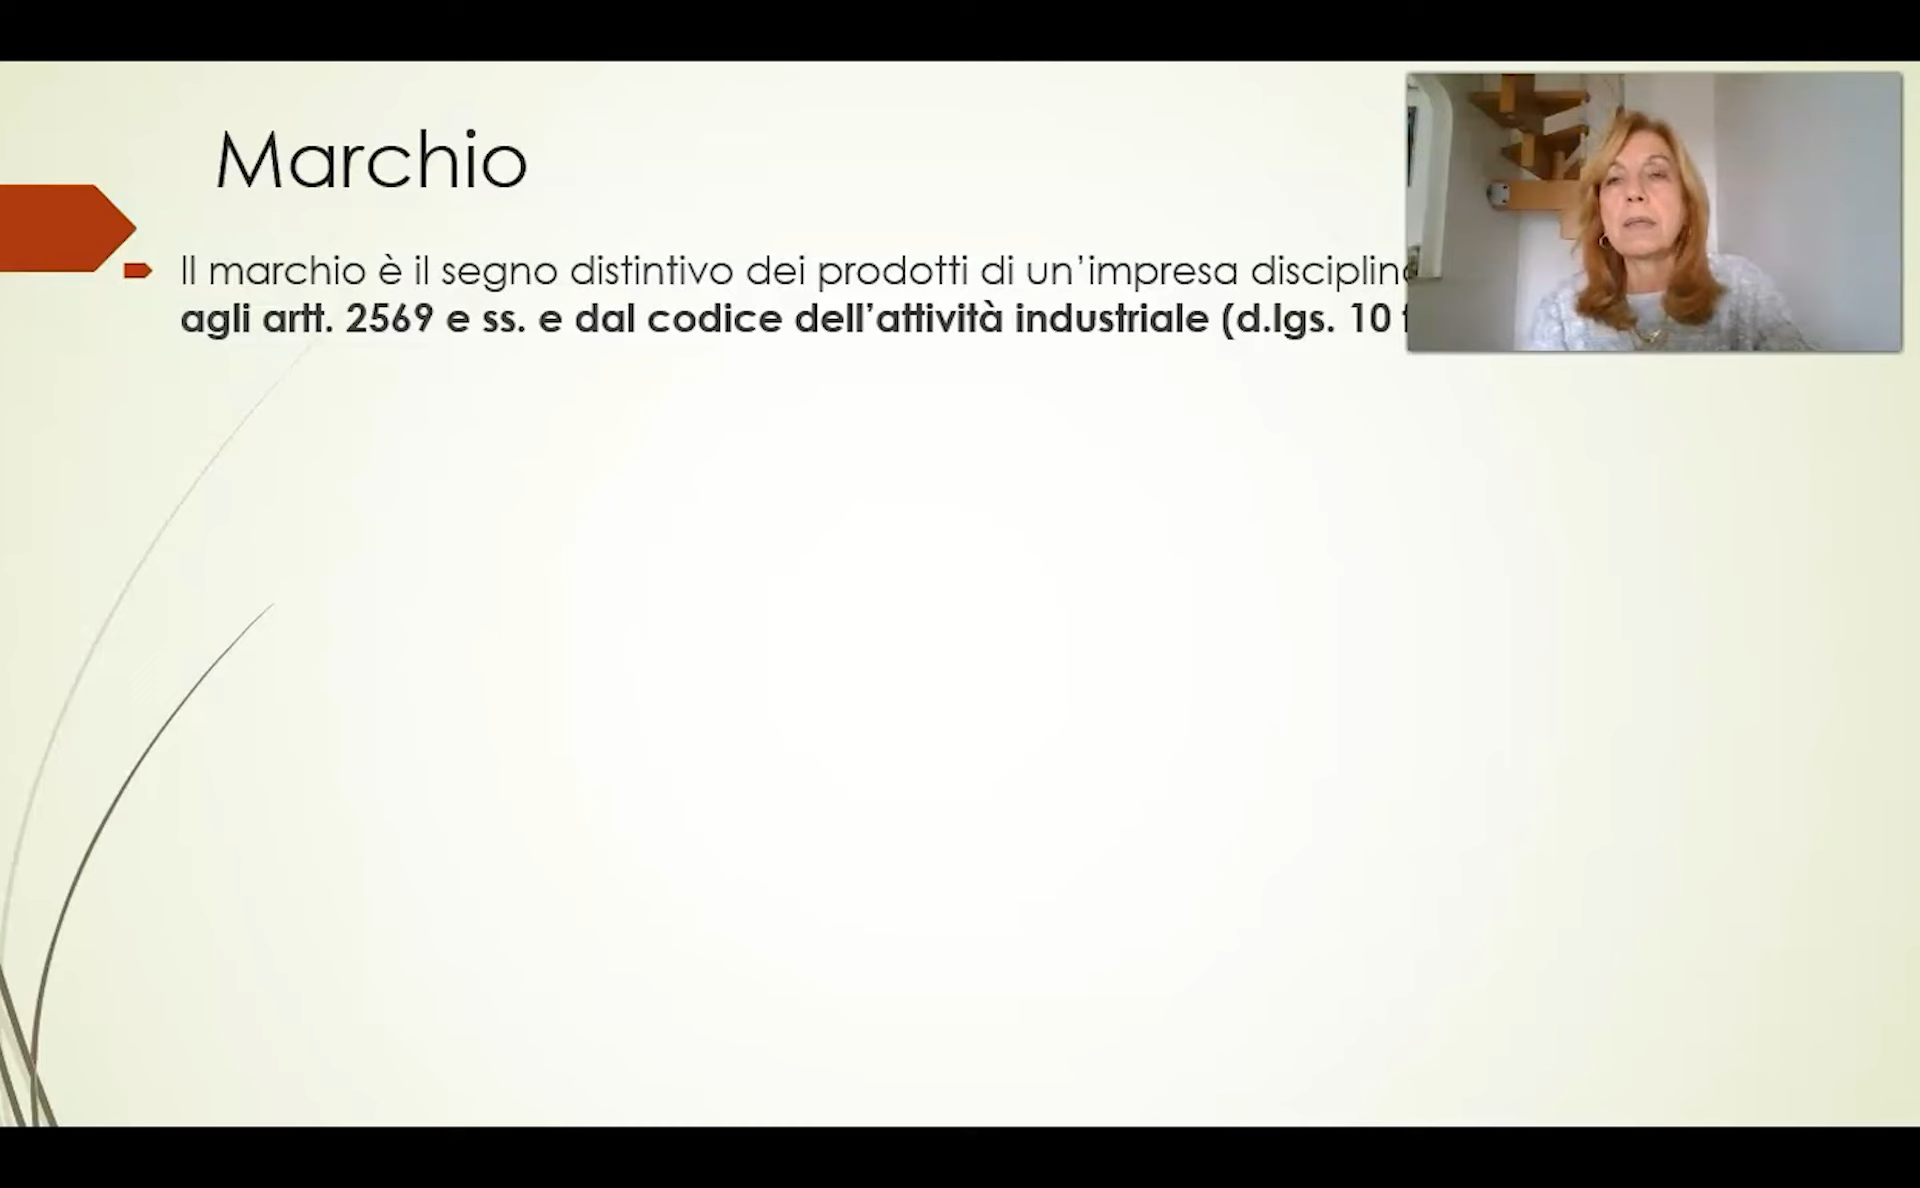 Marchio
Il marchio è il segno distintivo dei prodotti di un'impresa
agli artt. 2569 e ss. e dal codice dell'attività industriale (d.lgs. 10